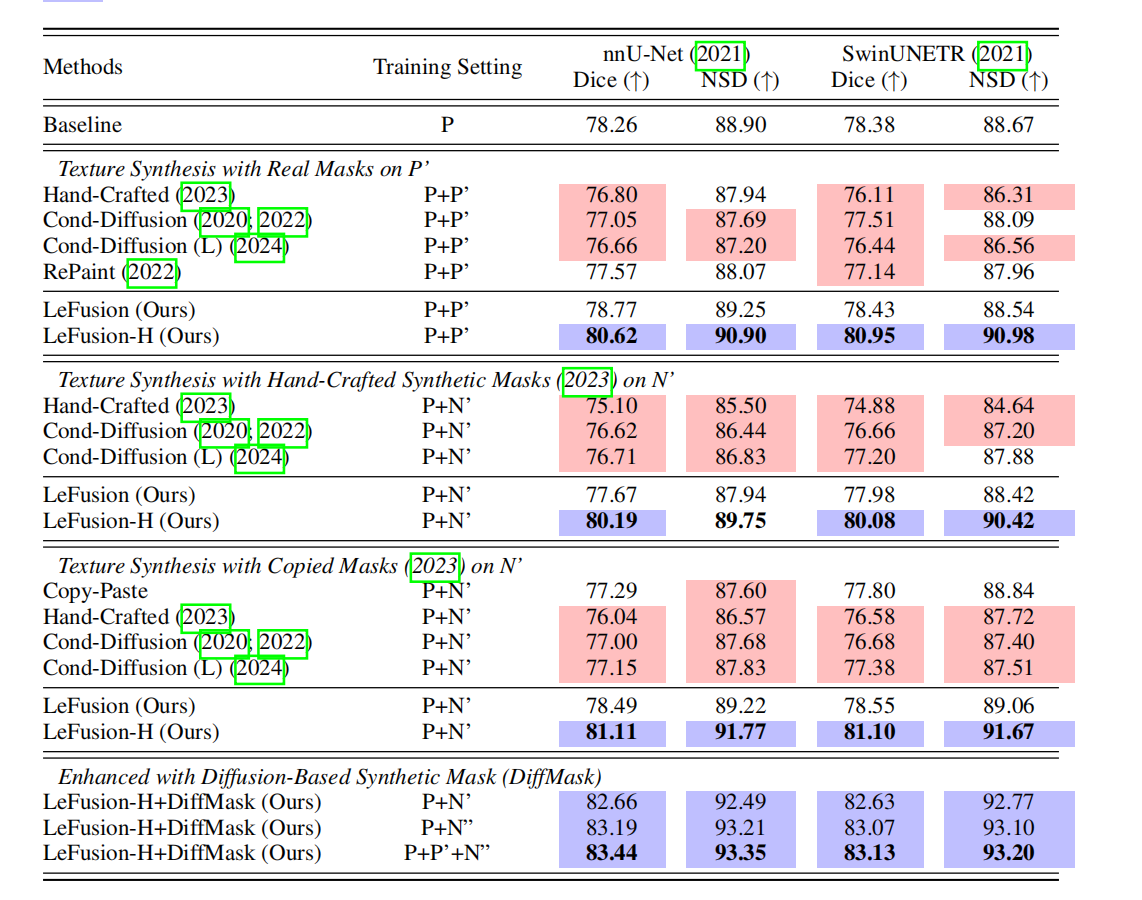 nnU-Net (2021) SwinUNETR (2021)
Methods Training Setting Dice (↑) NSD (↑) Dice (↑) NSD (↑)
Baseline P 78.26 88.90 78.38 88.67
Texture Synthesis with Real Masks on P’
Hand-Crafted (2023) P+P’ 76.80 87.94 76.11 86.31
Cond-Diffusion (2020; 2022) P+P’ 77.05 87.69 77.51 88.09
Cond-Diffusion (L) (2024) P+P’ 76.66 87.20 76.44 86.56
RePaint (2022) P+P’ 77.57 88.07 77.14 87.96
LeFusion (Ours) P+P’ 78.77 89.25 78.43 88.54
LeFusion-H (Ours) P+P’ 80.62 90.90 80.95 90.98
Texture Synthesis with Hand-Crafted Synthetic Masks (2023) on N’
Hand-Crafted (2023) P+N’ 75.10 85.50 74.88 84.64
Cond-Diffusion (2020; 2022) P+N’ 76.62 86.44 76.66 87.20
Cond-Diffusion (L) (2024) P+N’ 76.71 86.83 77.20 87.88
LeFusion (Ours) P+N’ 77.67 87.94 77.98 88.42
LeFusion-H (Ours) P+N’ 80.19 89.75 80.08 90.42
Texture Synthesis with Copied Masks (2023) on N’
Copy-Paste P+N’ 77.29 87.60 77.80 88.84
Hand-Crafted (2023) P+N’ 76.04 86.57 76.58 87.72
Cond-Diffusion (2020; 2022) P+N’ 77.00 87.68 76.68 87.40
Cond-Diffusion (L) (2024) P+N’ 77.15 87.83 77.38 87.51
LeFusion (Ours) P+N’ 78.49 89.22 78.55 89.06
LeFusion-H (Ours) P+N’ 81.11 91.77 81.10 91.67
Enhanced with Diffusion-Based Synthetic Mask (DiffMask)
LeFusion-H+DiffMask (Ours) P+N’ 82.66 92.49 82.63 92.77
LeFusion-H+DiffMask (Ours) P+N” 83.19 93.21 83.07 93.10
LeFusion-H+DiffMask (Ours) P+P’+N” 83.44 93.35 83.13 93.20